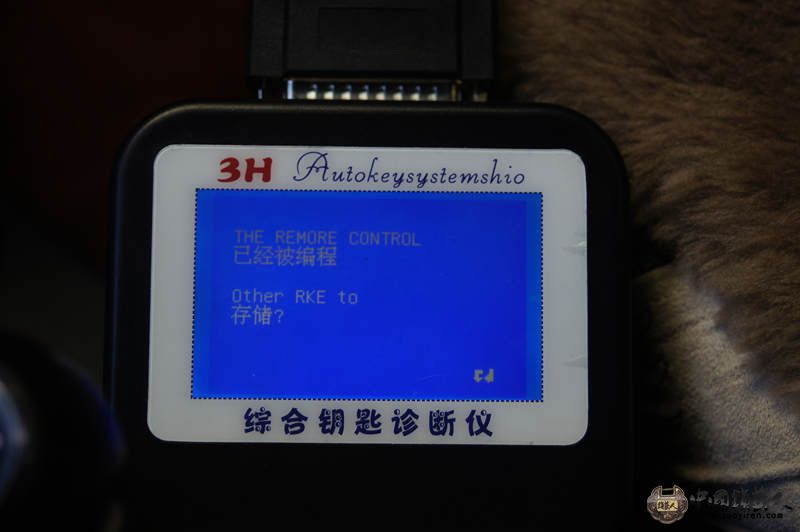 3H Autokeysystemshio
THE REMORE CONTROL
已经被编程
Other RKE to
存储?
综合钥匙诊断仪